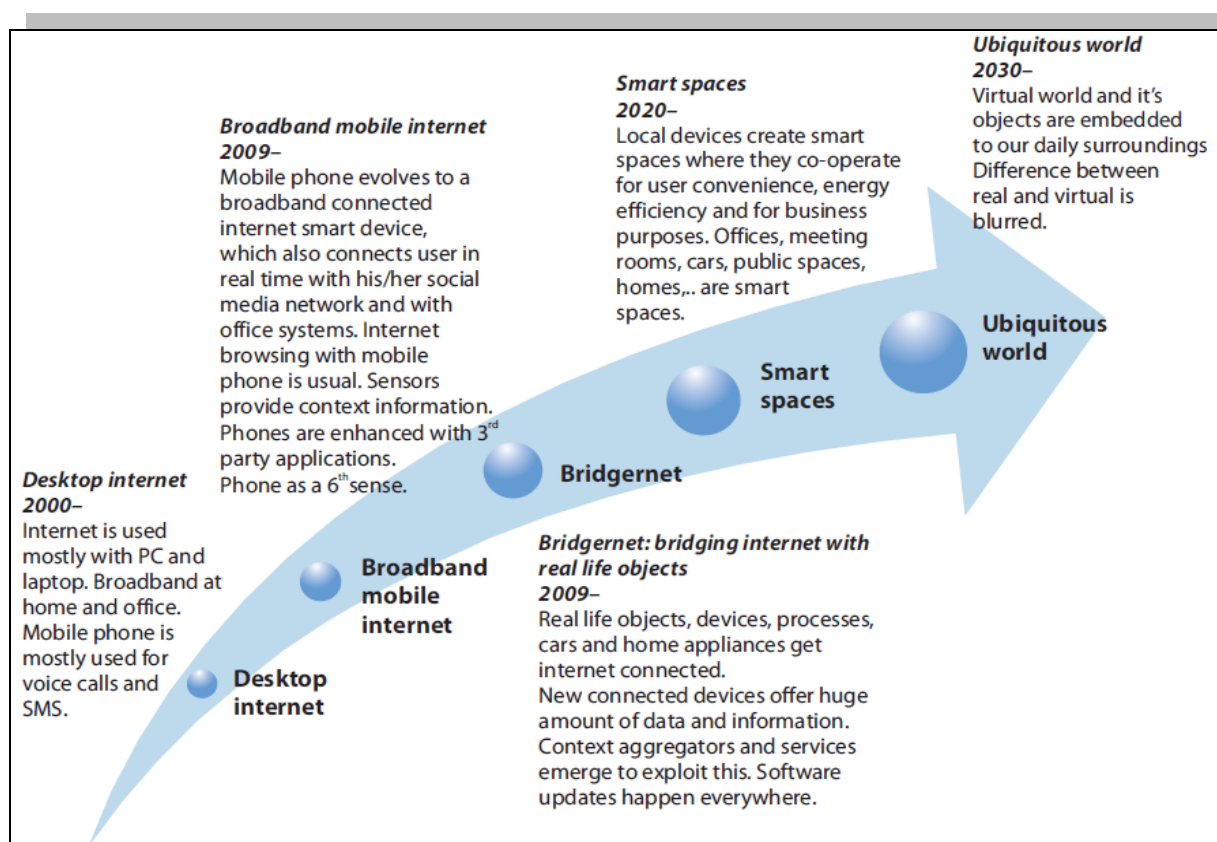 Desktop internet
2000–
Internet is used
mostly with PC and
laptop. Broadband at
home and office.
Mobile phone is
mostly used for
voice calls and
SMS.
Broadband mobile internet
2009–
Mobile phone evolves to a
broadband connected
internet smart device,
which also connects user in
real time with his/her social
media network and with
office systems. Internet
browsing with mobile
phone is usual. Sensors
provide context information.
Phones are enhanced with 3rd
party applications.
Phone as a 6th sense.
Smart spaces
2020–
Local devices create smart
spaces where they co-operate
for user convenience, energy
efficiency and for business
purposes. Offices, meeting
rooms, cars, public spaces,
homes,.. are smart
spaces.
Ubiquitous world
2030–
Virtual world and it's
objects are embedded
to our daily surroundings
Difference between
real and virtual is
blurred.
Desktop
internet
Broadband
mobile
internet
Bridgernet
Smart
spaces
Ubiquitous
world
Bridgernet: bridging internet with
real life objects
2009–
Real life objects, devices, processes,
cars and home appliances get
internet connected.
New connected devices offer huge
amount of data and information.
Context aggregators and services
emerge to exploit this. Software
updates happen everywhere.